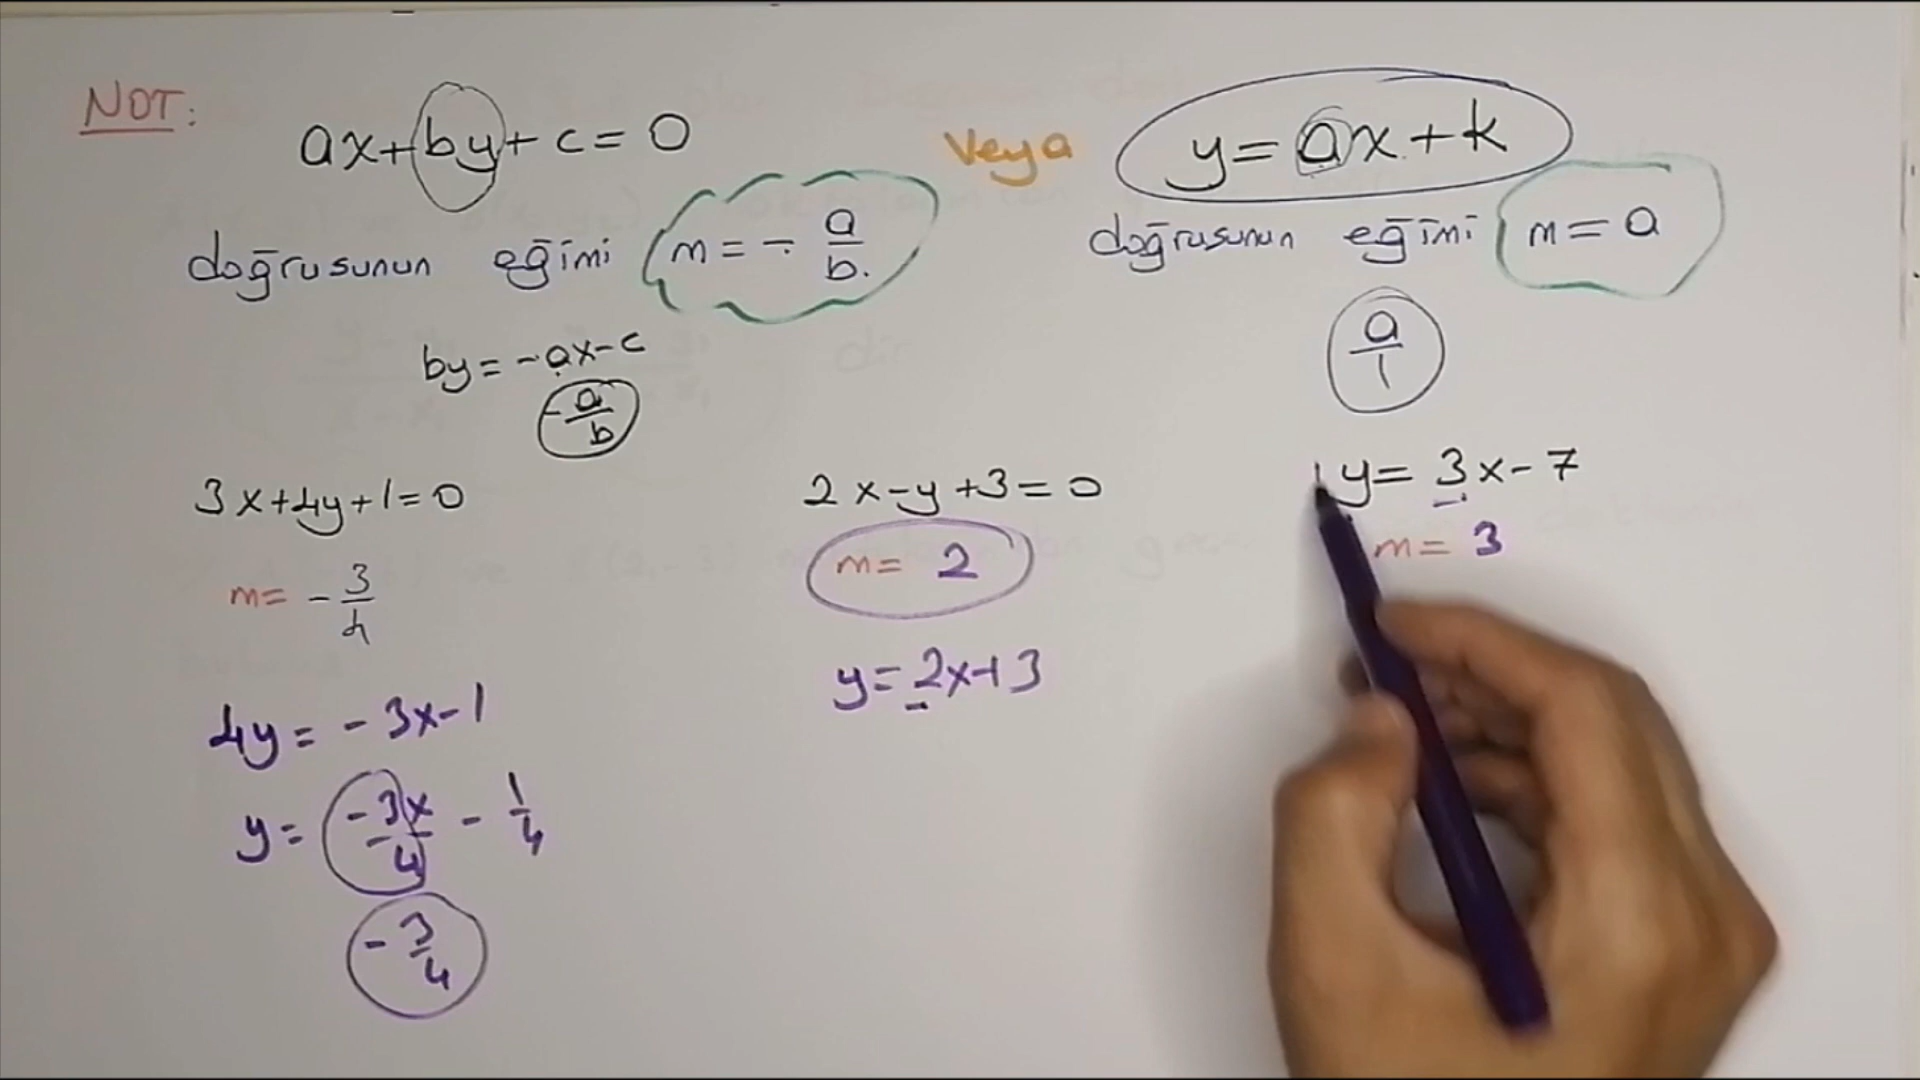 NOT:
ax+by+c=0
doğrusunun eğimi m = - a/b
by = -ax-c
-a/b
Veya
y=ax+k
doğrusunun eğimi m = a
a/1
3x+4y+1=0
m= -3/4
4y = -3x-1
y = -3x/4 - 1/4
-3/4
2x-y+3=0
m= 2
y=2x+3
1y=3x-7
m= 3